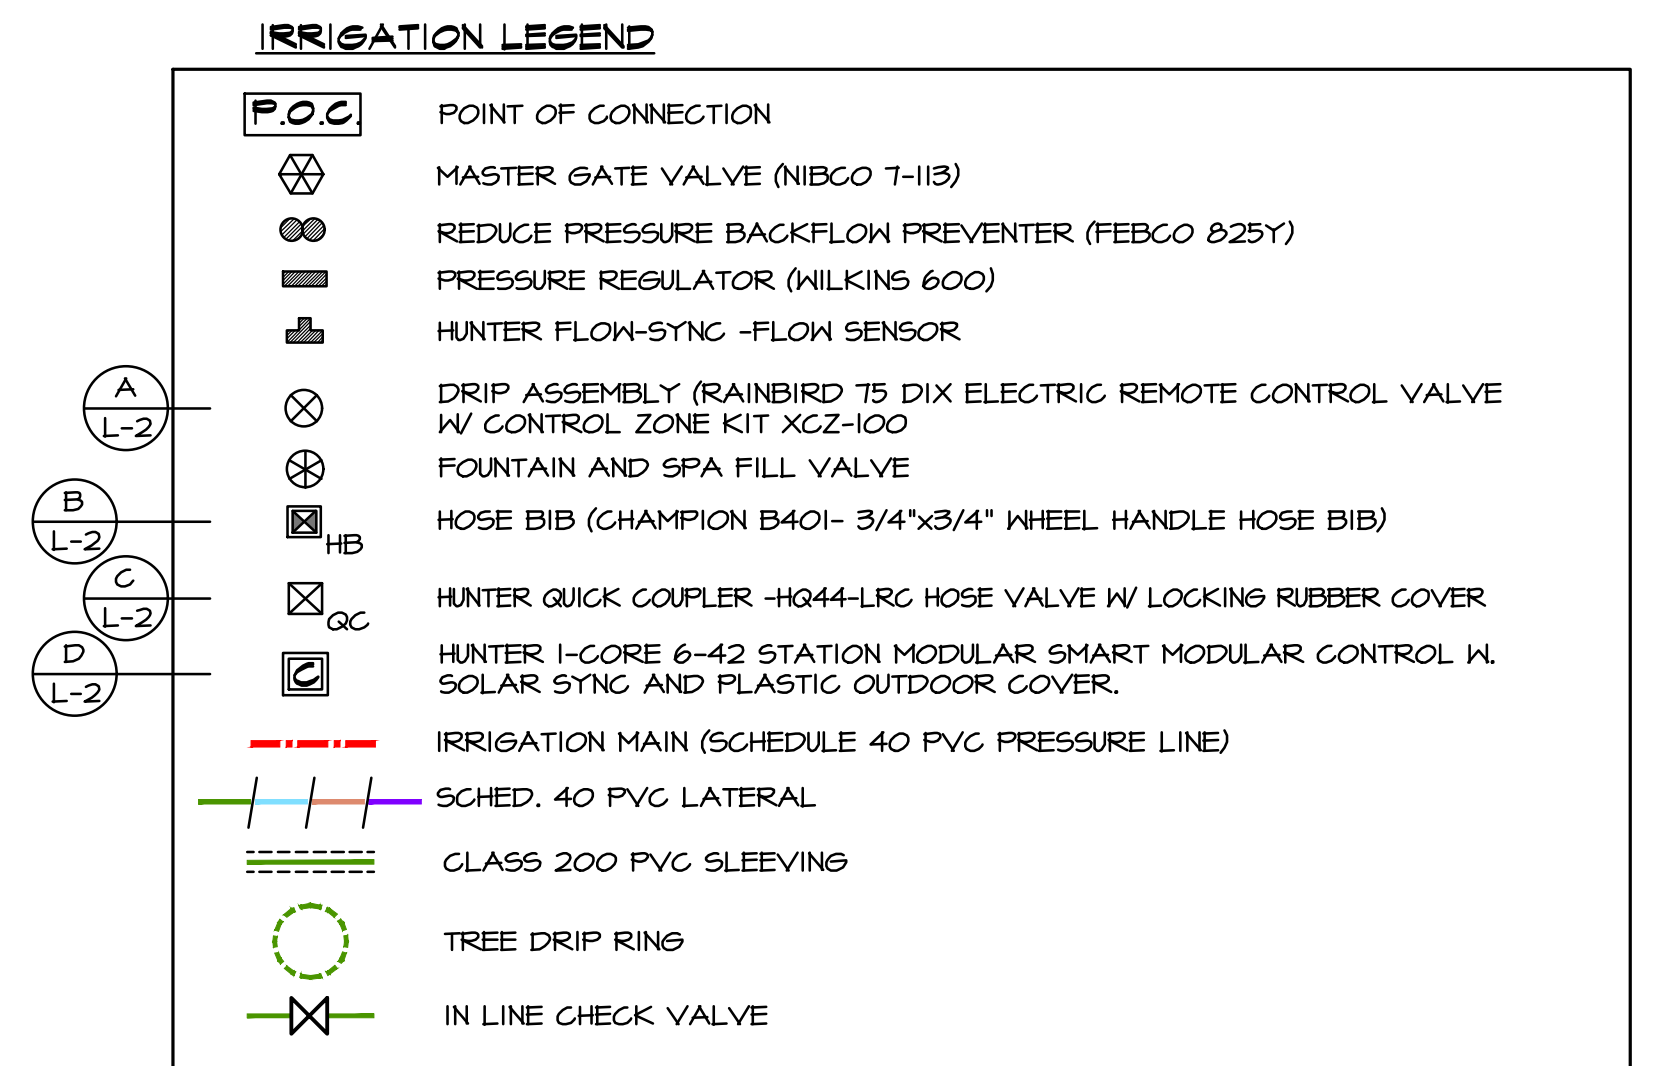 IRRIGATION LEGEND
P.O.C. POINT OF CONNECTION
MASTER GATE VALVE (NIBCO 7-113)
REDUCE PRESSURE BACKFLOW PREVENTER (FEBCO 825Y)
PRESSURE REGULATOR (WILKINS 600)
HUNTER FLOW-SYNC -FLOW SENSOR
A
L-2
DRIP ASSEMBLY (RAINBIRD 75 DIX ELECTRIC REMOTE CONTROL VALVE
W/ CONTROL ZONE KIT XCZ-100
FOUNTAIN AND SPA FILL VALVE
B
L-2
HB
HOSE BIB (CHAMPION B401- 3/4"x3/4" WHEEL HANDLE HOSE BIB)
C
L-2
QC
HUNTER QUICK COUPLER -HQ44-LRC HOSE VALVE W/ LOCKING RUBBER COVER
D
L-2
C
HUNTER I-CORE 6-42 STATION MODULAR SMART MODULAR CONTROL W.
SOLAR SYNC AND PLASTIC OUTDOOR COVER.
IRRIGATION MAIN (SCHEDULE 40 PVC PRESSURE LINE)
SCHED. 40 PVC LATERAL
CLASS 200 PVC SLEEVING
TREE DRIP RING
IN LINE CHECK VALVE